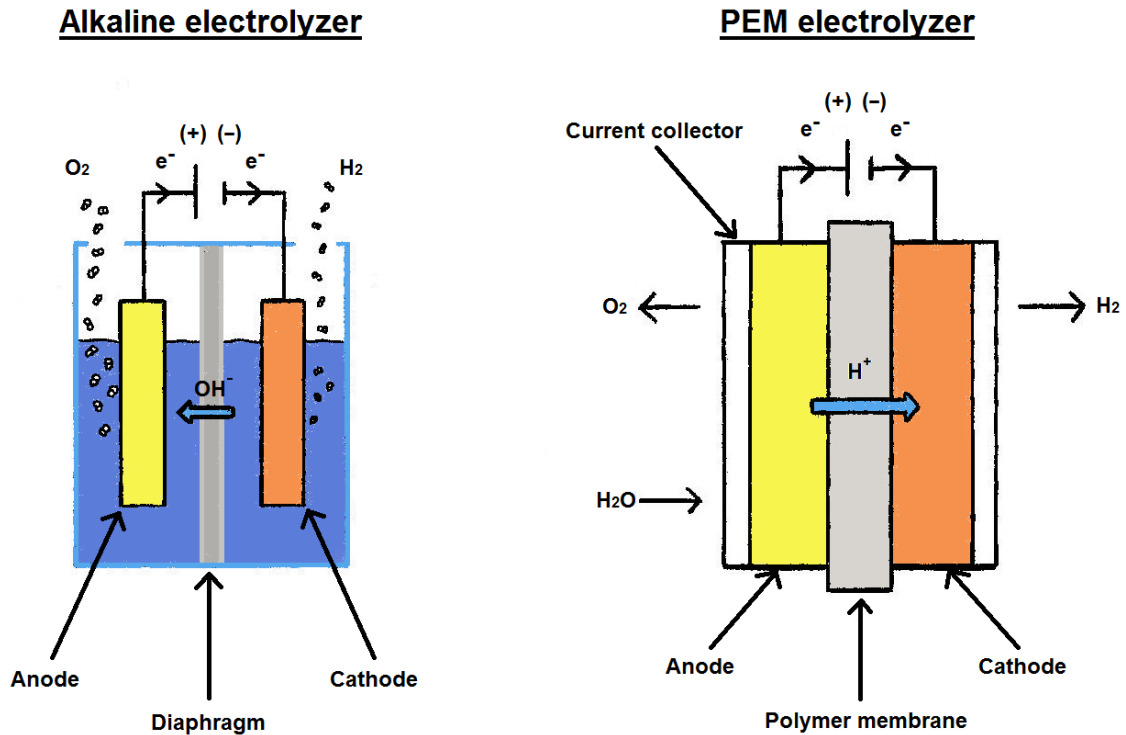 Alkaline electrolyzer
(+) (–)
e-
e-
O2
H2
OH-
Anode
Cathode
Diaphragm
PEM electrolyzer
(+) (–)
Current collector
e-
e-
O2
H2
H+
H2O
Anode
Cathode
Polymer membrane